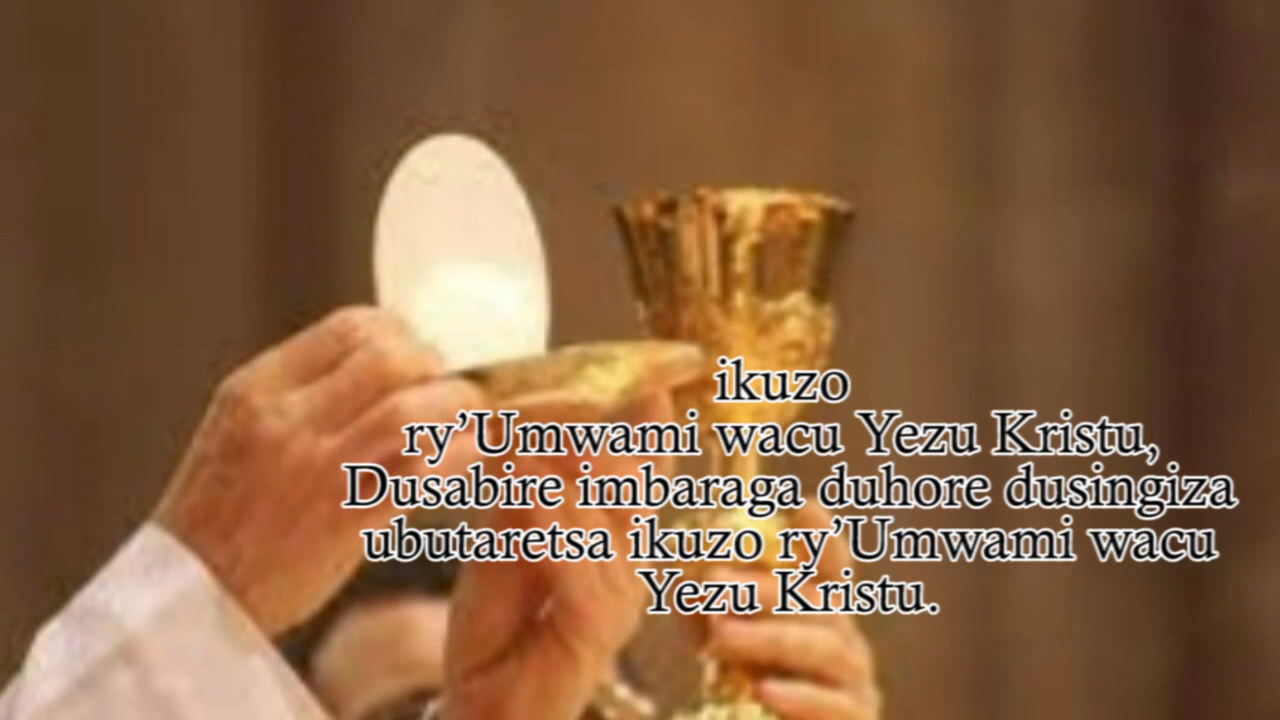 ikuzo
ry’Umwami wacu Yezu Kristu,
Dusabire imbaraga duhore dusingiza
ubutaretsa ikuzo ry’Umwami wacu
Yezu Kristu.